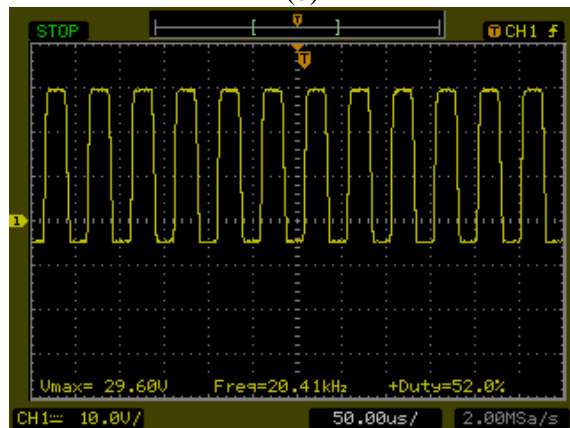 STOP
T
CH1
T
1
Vmax= 29.60V Freq=20.41kHz +Duty=52.0%
CH1 10.0V/ 50.00us/ 2.00MSa/s